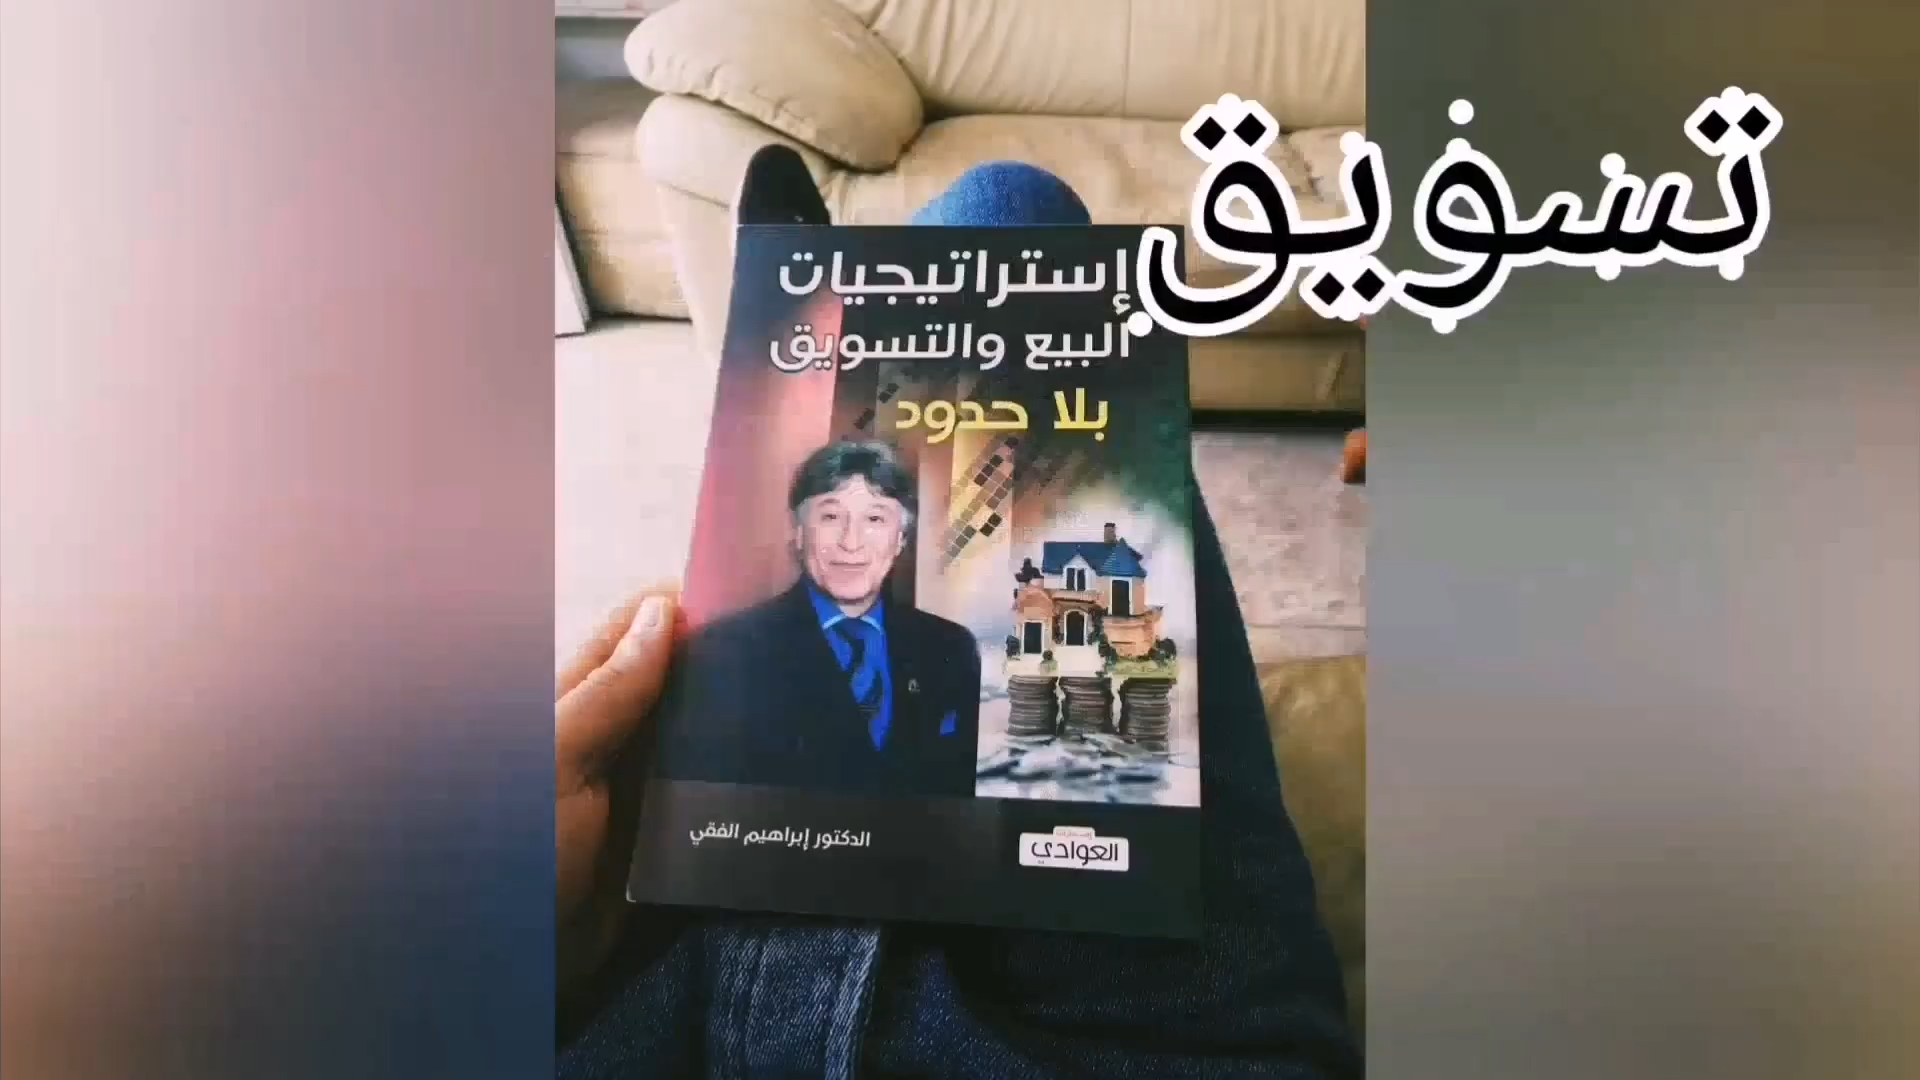 تسويق
إستراتيجيات
البيع والتسويق
بلا حدود
الدكتور إبراهيم الفقي
العوادي